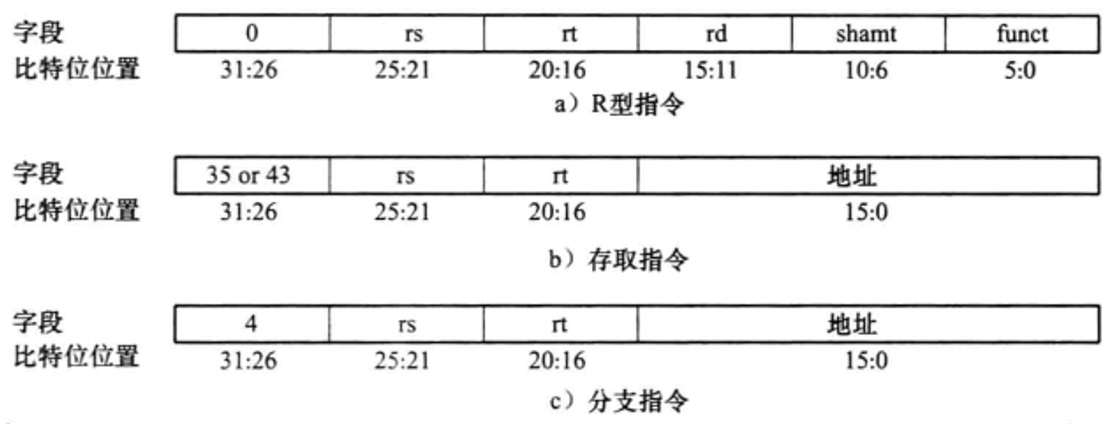 字段 0 rs rt rd shamt funct
比特位位置 31:26 25:21 20:16 15:11 10:6 5:0
a）R型指令
字段 35 or 43 rs rt 地址
比特位位置 31:26 25:21 20:16 15:0
b）存取指令
字段 4 rs rt 地址
比特位位置 31:26 25:21 20:16 15:0
c）分支指令